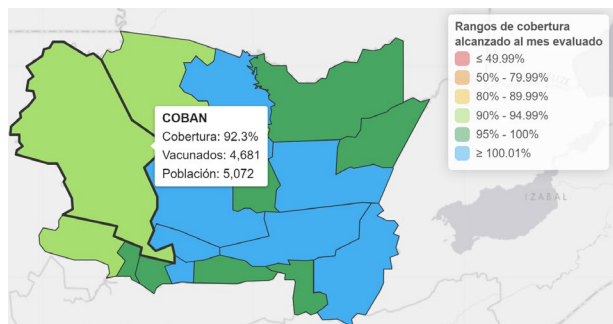 Rangos de cobertura
alcanzado al mes evaluado
≤ 49.99%
50% - 79.99%
80% - 89.99%
90% - 94.99%
95% - 100%
≥ 100.01%
COBAN
Cobertura: 92.3%
Vacunados: 4,681
Población: 5,072
IZABAL